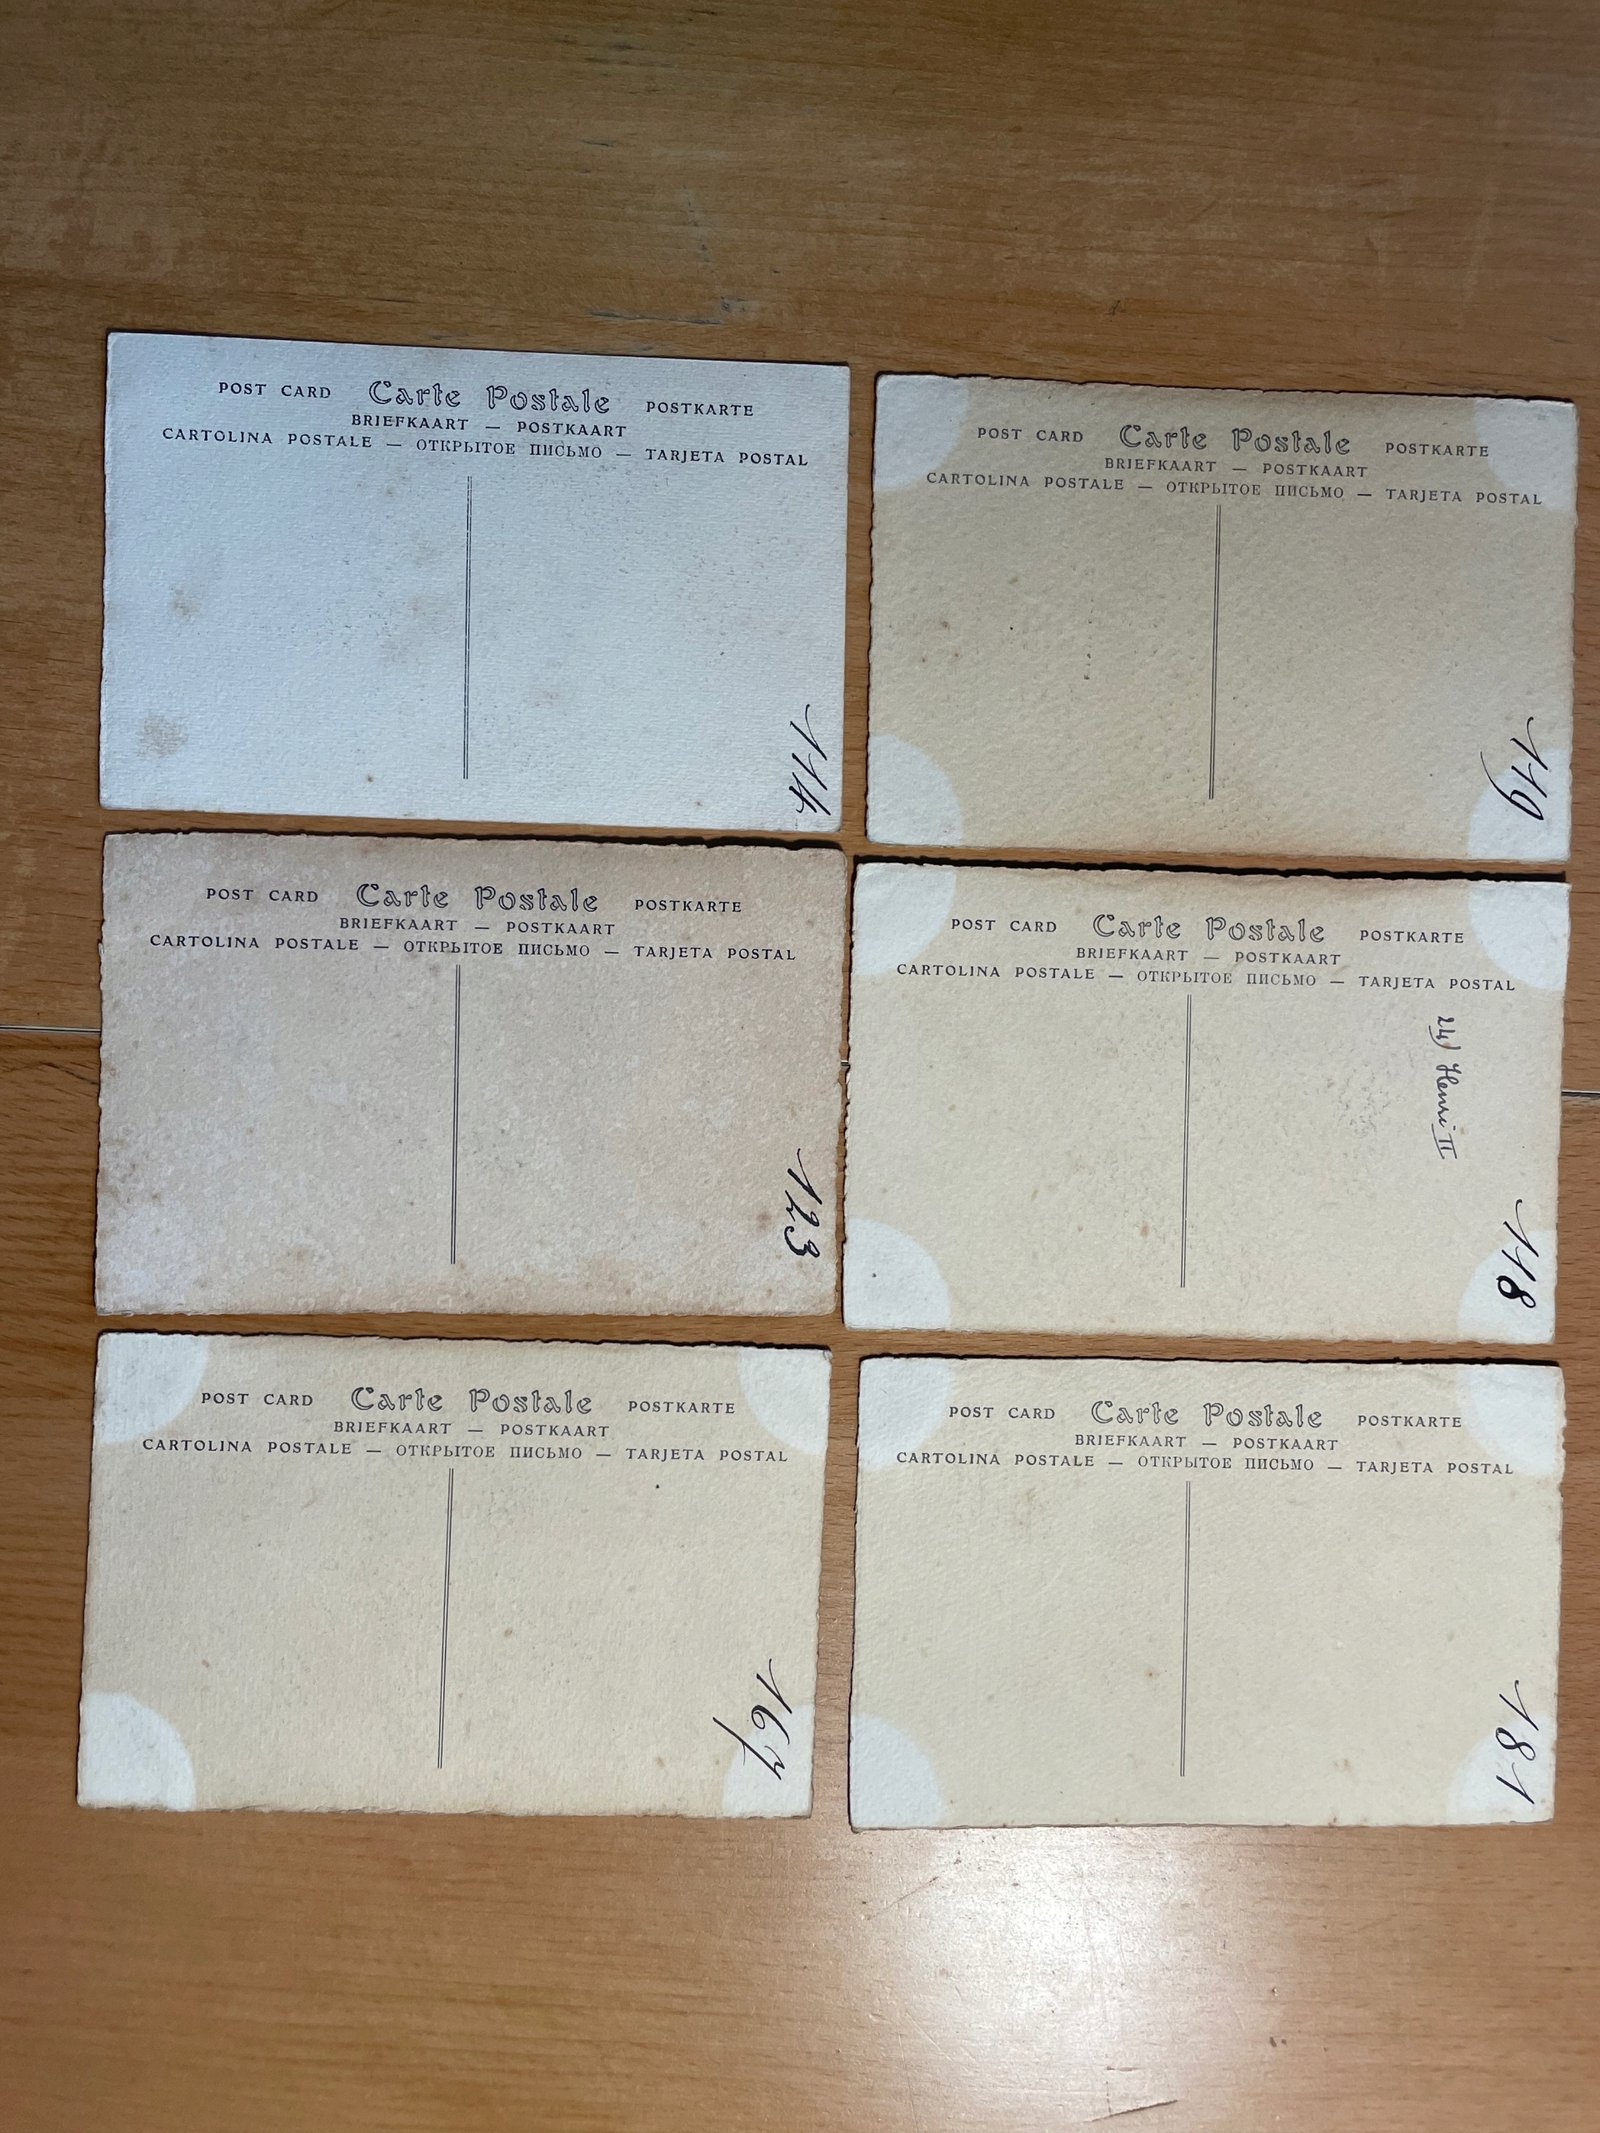 POST CARD Carte Postale POSTKARTE
BRIEFKAART — POSTKAART
CARTOLINA POSTALE — ОТКРЫТОЕ ПИСЬМО — TARJETA POSTAL
114
POST CARD Carte Postale POSTKARTE
BRIEFKAART — POSTKAART
CARTOLINA POSTALE — ОТКРЫТОЕ ПИСЬМО — TARJETA POSTAL
119
POST CARD Carte Postale POSTKARTE
BRIEFKAART — POSTKAART
CARTOLINA POSTALE — ОТКРЫТОЕ ПИСЬМО — TARJETA POSTAL
123
POST CARD Carte Postale POSTKARTE
BRIEFKAART — POSTKAART
CARTOLINA POSTALE — ОТКРЫТОЕ ПИСЬМО — TARJETA POSTAL
24) Henri II
118
POST CARD Carte Postale POSTKARTE
BRIEFKAART — POSTKAART
CARTOLINA POSTALE — ОТКРЫТОЕ ПИСЬМО — TARJETA POSTAL
167
POST CARD Carte Postale POSTKARTE
BRIEFKAART — POSTKAART
CARTOLINA POSTALE — ОТКРЫТОЕ ПИСЬМО — TARJETA POSTAL
181